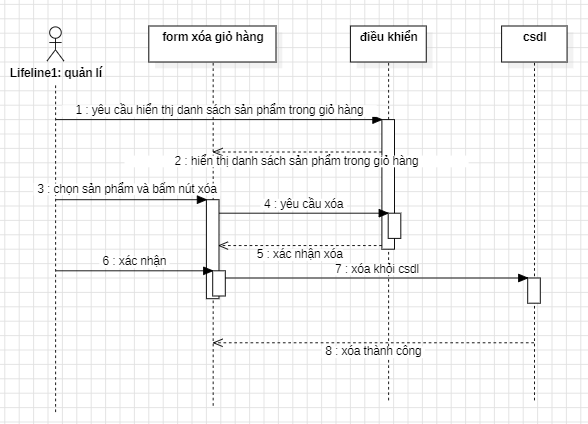 form xóa giỏ hàng
điều khiển
csdl
Lifeline1: quản lí
1 : yêu cầu hiển thị danh sách sản phẩm trong giỏ hàng
2 : hiển thị danh sách sản phẩm trong giỏ hàng
3 : chọn sản phẩm và bấm nút xóa
4 : yêu cầu xóa
5 : xác nhận xóa
6 : xác nhận
7 : xóa khỏi csdl
8 : xóa thành công